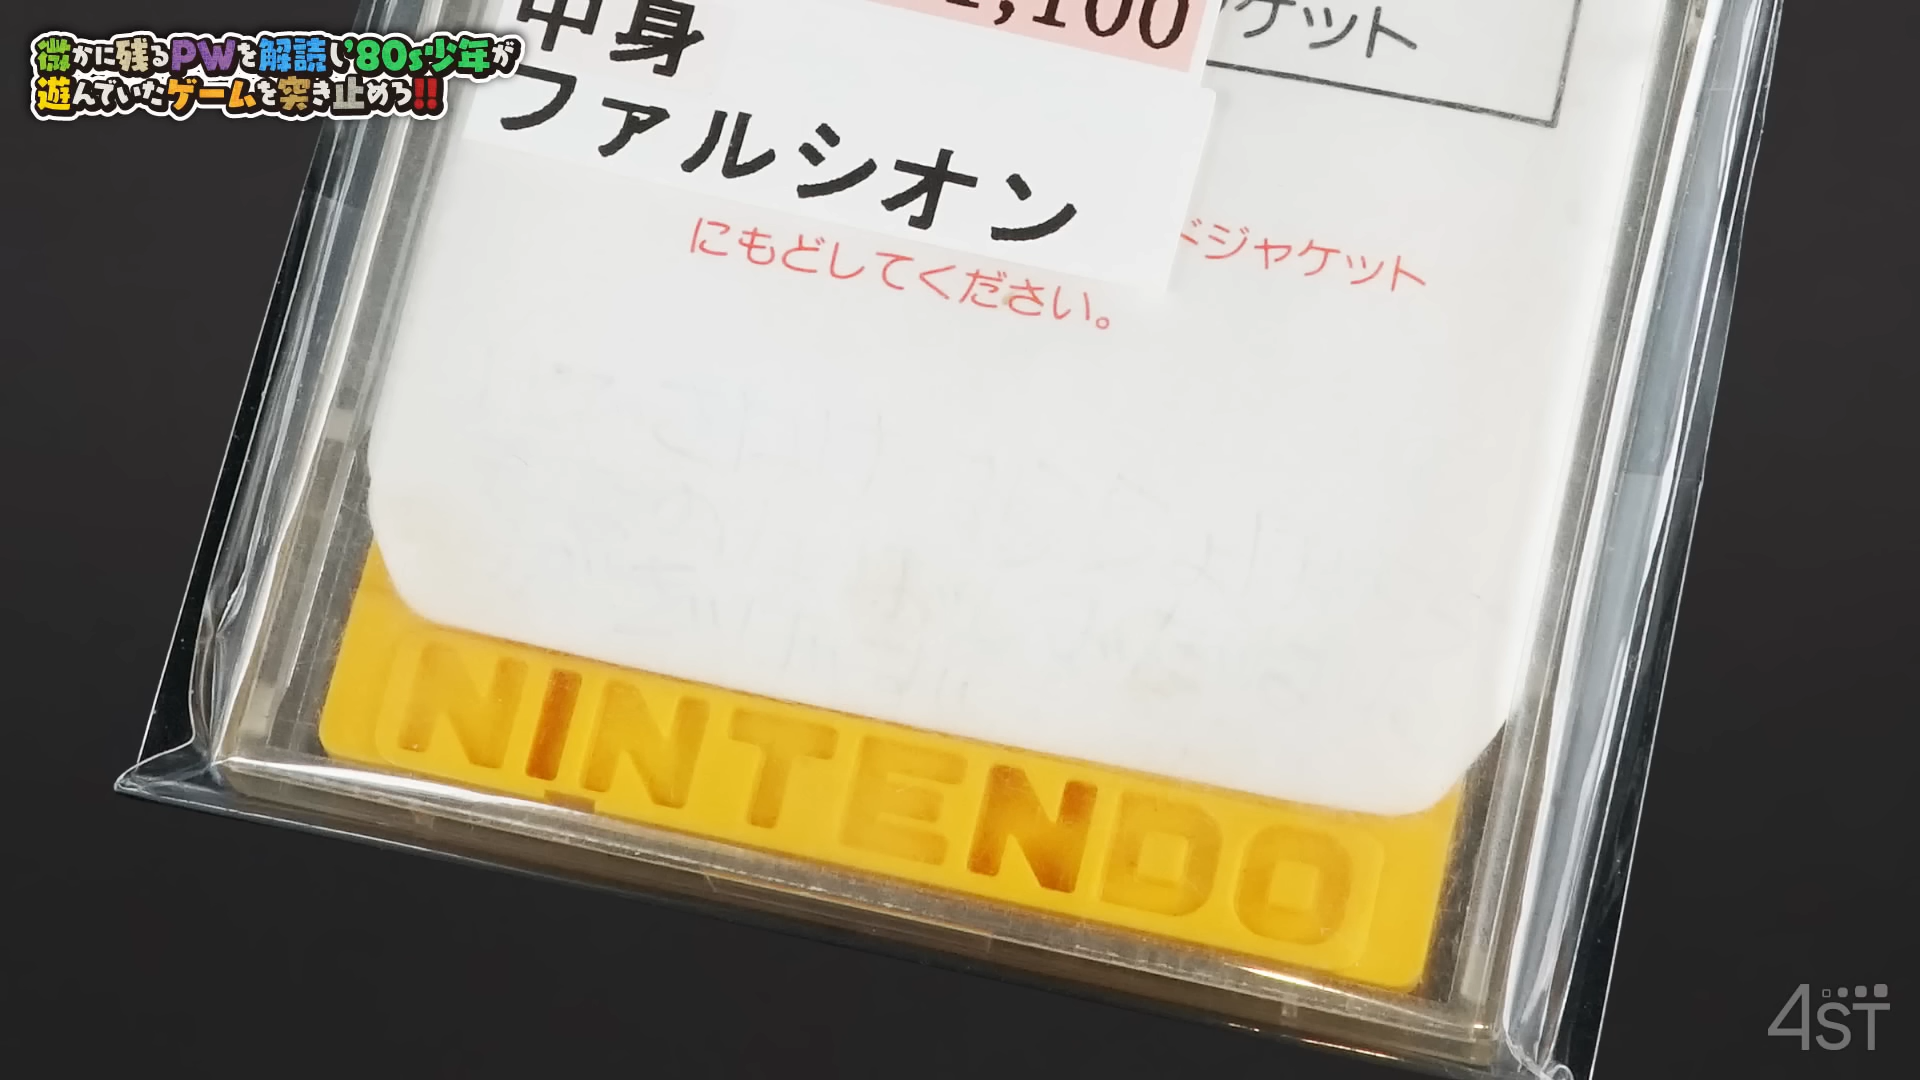 微かに残るPWを解読し'80s少年が
遊んでいたゲームを突き止めろ!!
1,100
ケット
中身
ファルシオン
ドジャケット
にもどしてください。
NINTENDO
4ST